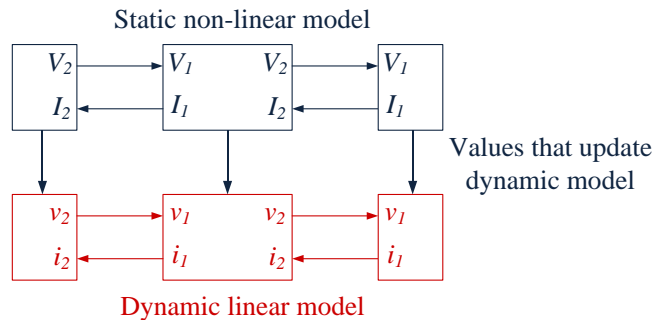 Static non-linear model
V2 V1 V2 V1
I2 I1 I2 I1
Values that update
dynamic model
v2 v1 v2 v1
i2 i1 i2 i1
Dynamic linear model